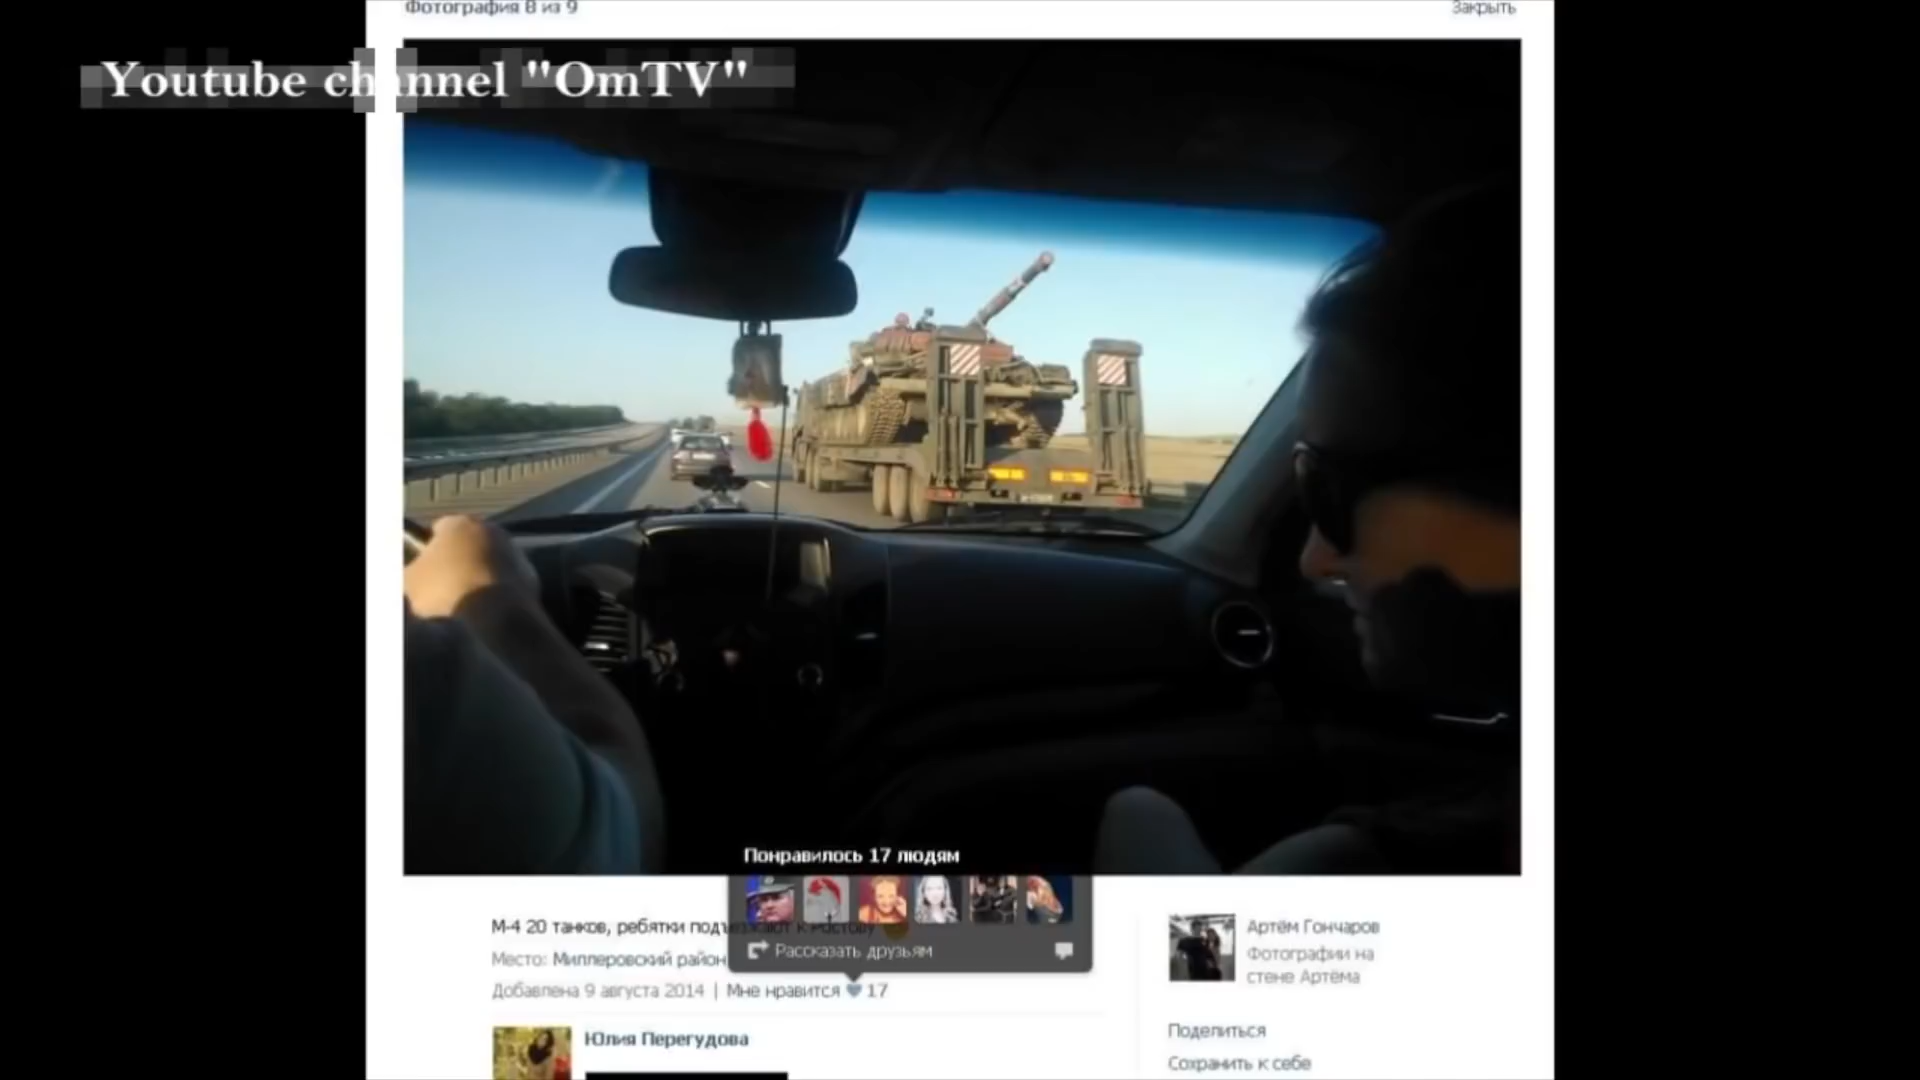 Фотография 8 из 9
Закрыть
Youtube channel "OmTV"
Понравилось 17 людям
М-4 20 танков, ребятки подъезжают к Ростову
Место: Миллеровский район
Рассказать друзьям
Добавлена 9 августа 2014 | Мне нравится 17
Юлия Перегудова
Артём Гончаров
Фотографии на
стене Артёма
Поделиться
Сохранить к себе